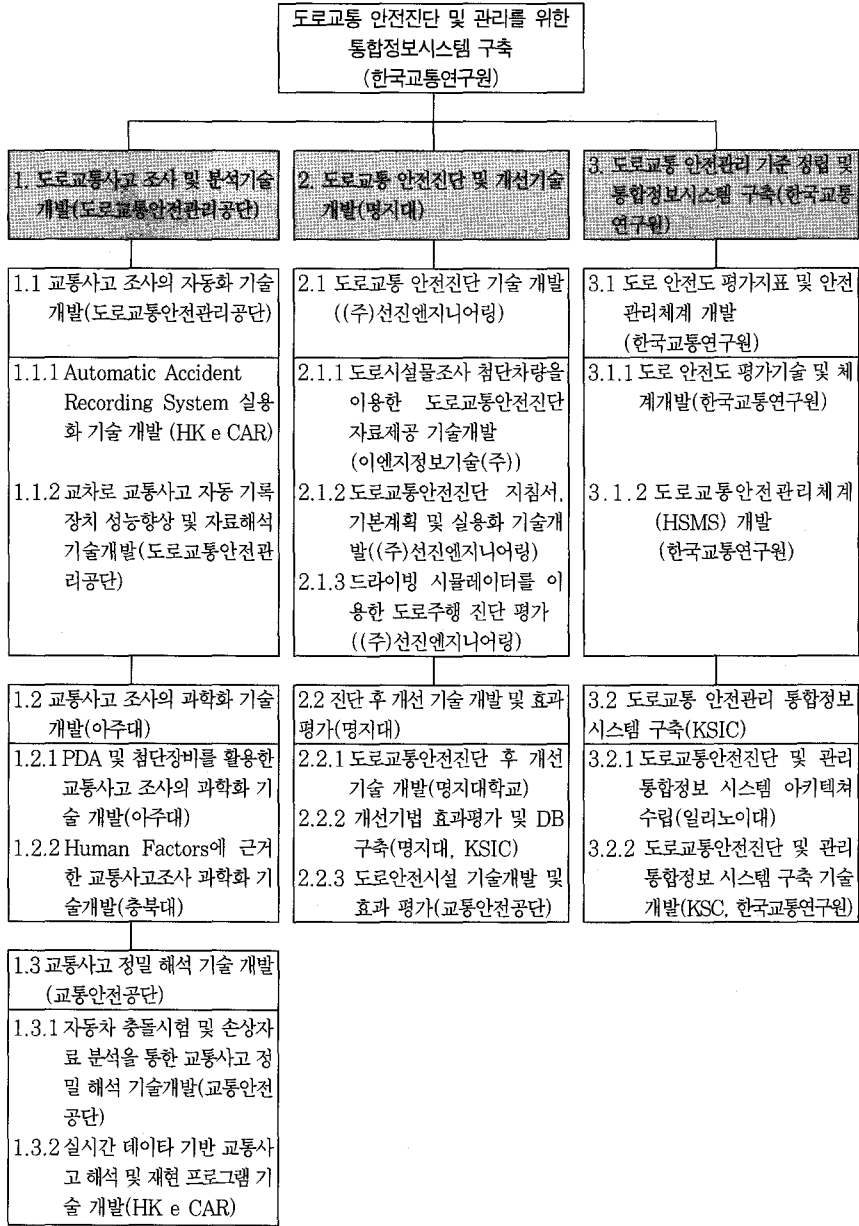 도로교통 안전진단 및 관리를 위한
통합정보시스템 구축
(한국교통연구원)
1. 도로교통사고 조사 및 분석기술
개발(도로교통안전관리공단)
1.1 교통사고 조사의 자동화 기술
개발(도로교통안전관리공단)
1.1.1 Automatic Accident
Recording System 실용
화 기술 개발 (HK e CAR)
1.1.2 교차로 교통사고 자동 기록
장치 성능향상 및 자료해석
기술개발(도로교통안전관
리공단)
1.2 교통사고 조사의 과학화 기술
개발(아주대)
1.2.1 PDA 및 첨단장비를 활용한
교통사고 조사의 과학화 기
술 개발(아주대)
1.2.2 Human Factors에 근거
한 교통사고조사 과학화 기
술개발(충북대)
1.3 교통사고 정밀 해석 기술 개발
(교통안전공단)
1.3.1 자동차 충돌시험 및 손상자
료 분석을 통한 교통사고 정
밀 해석 기술개발(교통안전
공단)
1.3.2 실시간 데이타 기반 교통사
고 해석 및 재현 프로그램 기
술 개발(HK e CAR)
2. 도로교통 안전진단 및 개선기술
개발(명지대)
2.1 도로교통 안전진단 기술 개발
((주)선진엔지니어링)
2.1.1 도로시설물조사 첨단차량을
이용한 도로교통안전진단
자료제공 기술개발
(이엔지정보기술(주))
2.1.2 도로교통안전진단 지침서,
기본계획 및 실용화 기술개
발((주)선진엔지니어링)
2.1.3 드라이빙 시뮬레이터를 이
용한 도로주행 진단 평가
((주)선진엔지니어링)
2.2 진단 후 개선 기술 개발 및 효과
평가(명지대)
2.2.1 도로교통안전진단 후 개선
기술 개발(명지대학교)
2.2.2 개선기법 효과평가 및 DB
구축(명지대, KSIC)
2.2.3 도로안전시설 기술개발 및
효과 평가(교통안전공단)
3. 도로교통 안전관리 기준 정립 및
통합정보시스템 구축(한국교통
연구원)
3.1 도로 안전도 평가지표 및 안전
관리체계 개발
(한국교통연구원)
3.1.1 도로 안전도 평가기술 및 체
계개발(한국교통연구원)
3.1.2 도로교통안전관리체계
(HSMS) 개발
(한국교통연구원)
3.2 도로교통 안전관리 통합정보
시스템 구축(KSIC)
3.2.1 도로교통안전진단 및 관리
통합정보 시스템 아키텍쳐
수립(일리노이대)
3.2.2 도로교통안전진단 및 관리
통합정보 시스템 구축 기술
개발(KSC, 한국교통연구원)